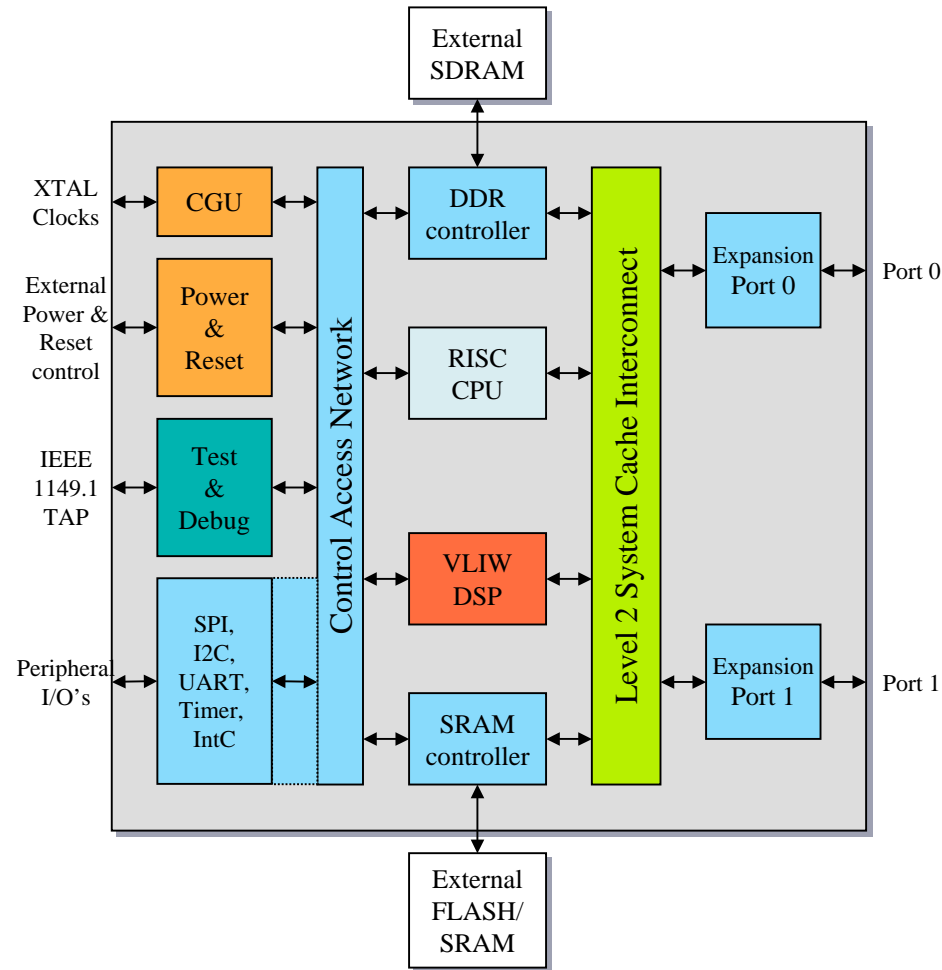 External
SDRAM
XTAL
Clocks
CGU
DDR
controller
Expansion
Port 0
Port 0
External
Power &
Reset
control
Power
&
Reset
RISC
CPU
Control Access Network
Level 2 System Cache Interconnect
IEEE
1149.1
TAP
Test
&
Debug
VLIW
DSP
Peripheral
I/O's
SPI,
I2C,
UART,
Timer,
IntC
SRAM
controller
Expansion
Port 1
Port 1
External
FLASH/
SRAM